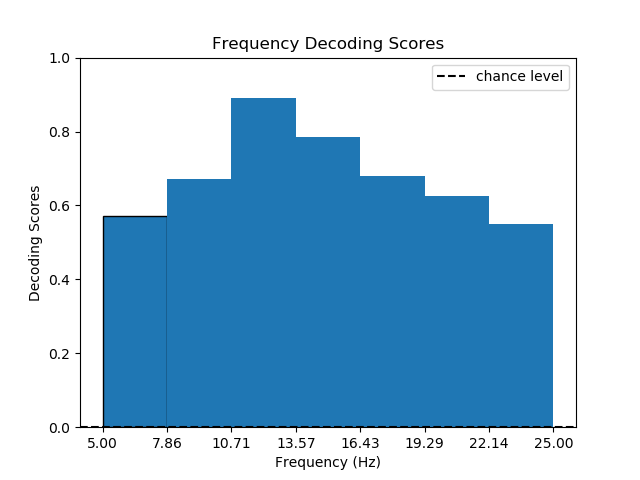 Frequency Decoding Scores
chance level
1.0
0.8
0.6
0.4
0.2
0.0
Decoding Scores
5.00 7.86 10.71 13.57 16.43 19.29 22.14 25.00
Frequency (Hz)